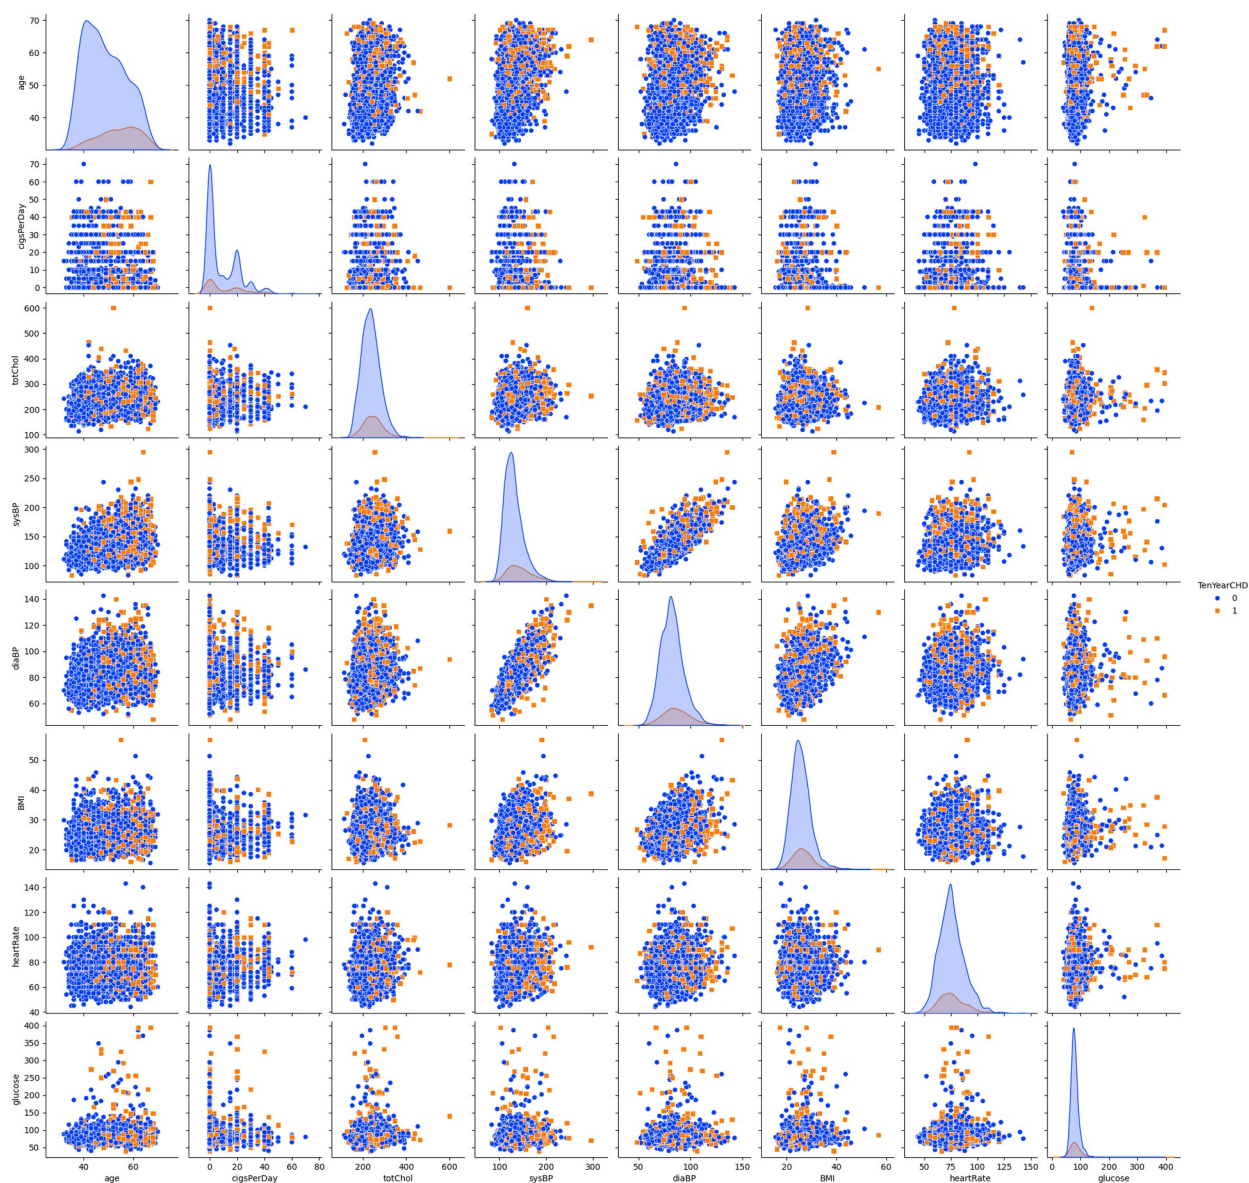 70
60
50
40
age
70
60
50
40
30
20
10
0
cigsPerDay
600
500
400
300
200
100
totChol
300
250
200
150
100
sysBP
TenYearCHD
0
1
140
120
100
80
60
diaBP
50
40
30
20
BMI
140
120
100
80
60
40
heartRate
400
350
300
250
200
150
100
50
glucose
40 60
0 20 40 60 80
200 400 600
100 200 300
50 100 150
20 40 60
50 75 100 125 150
0 100 200 300 400
age cigsPerDay totChol sysBP diaBP BMI heartRate glucose